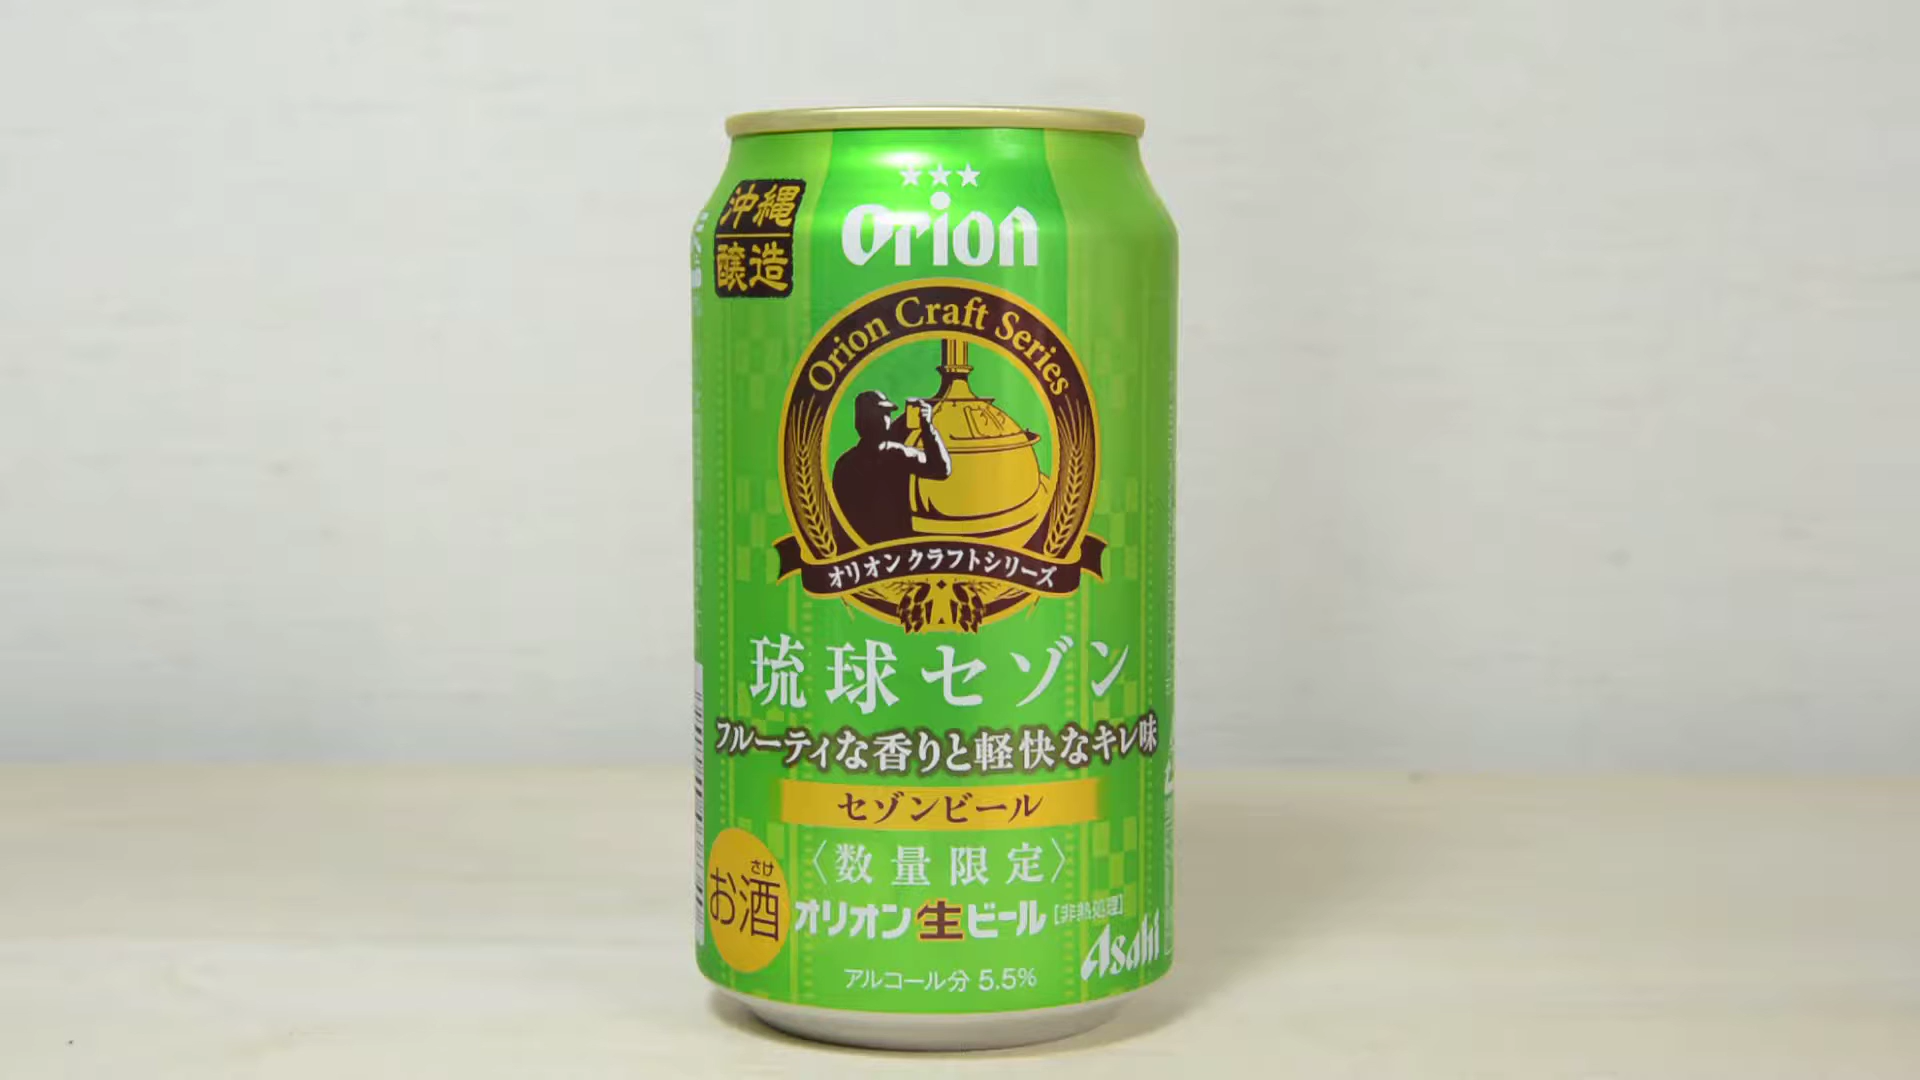 沖縄
醸造
orion
Orion Craft Series
オリオンクラフトシリーズ
琉球セゾン
フルーティな香りと軽快なキレ味
セゾンビール
〈数量限定〉
さけ
お酒
オリオン生ビール[非熱処理]
Asahi
アルコール分 5.5%